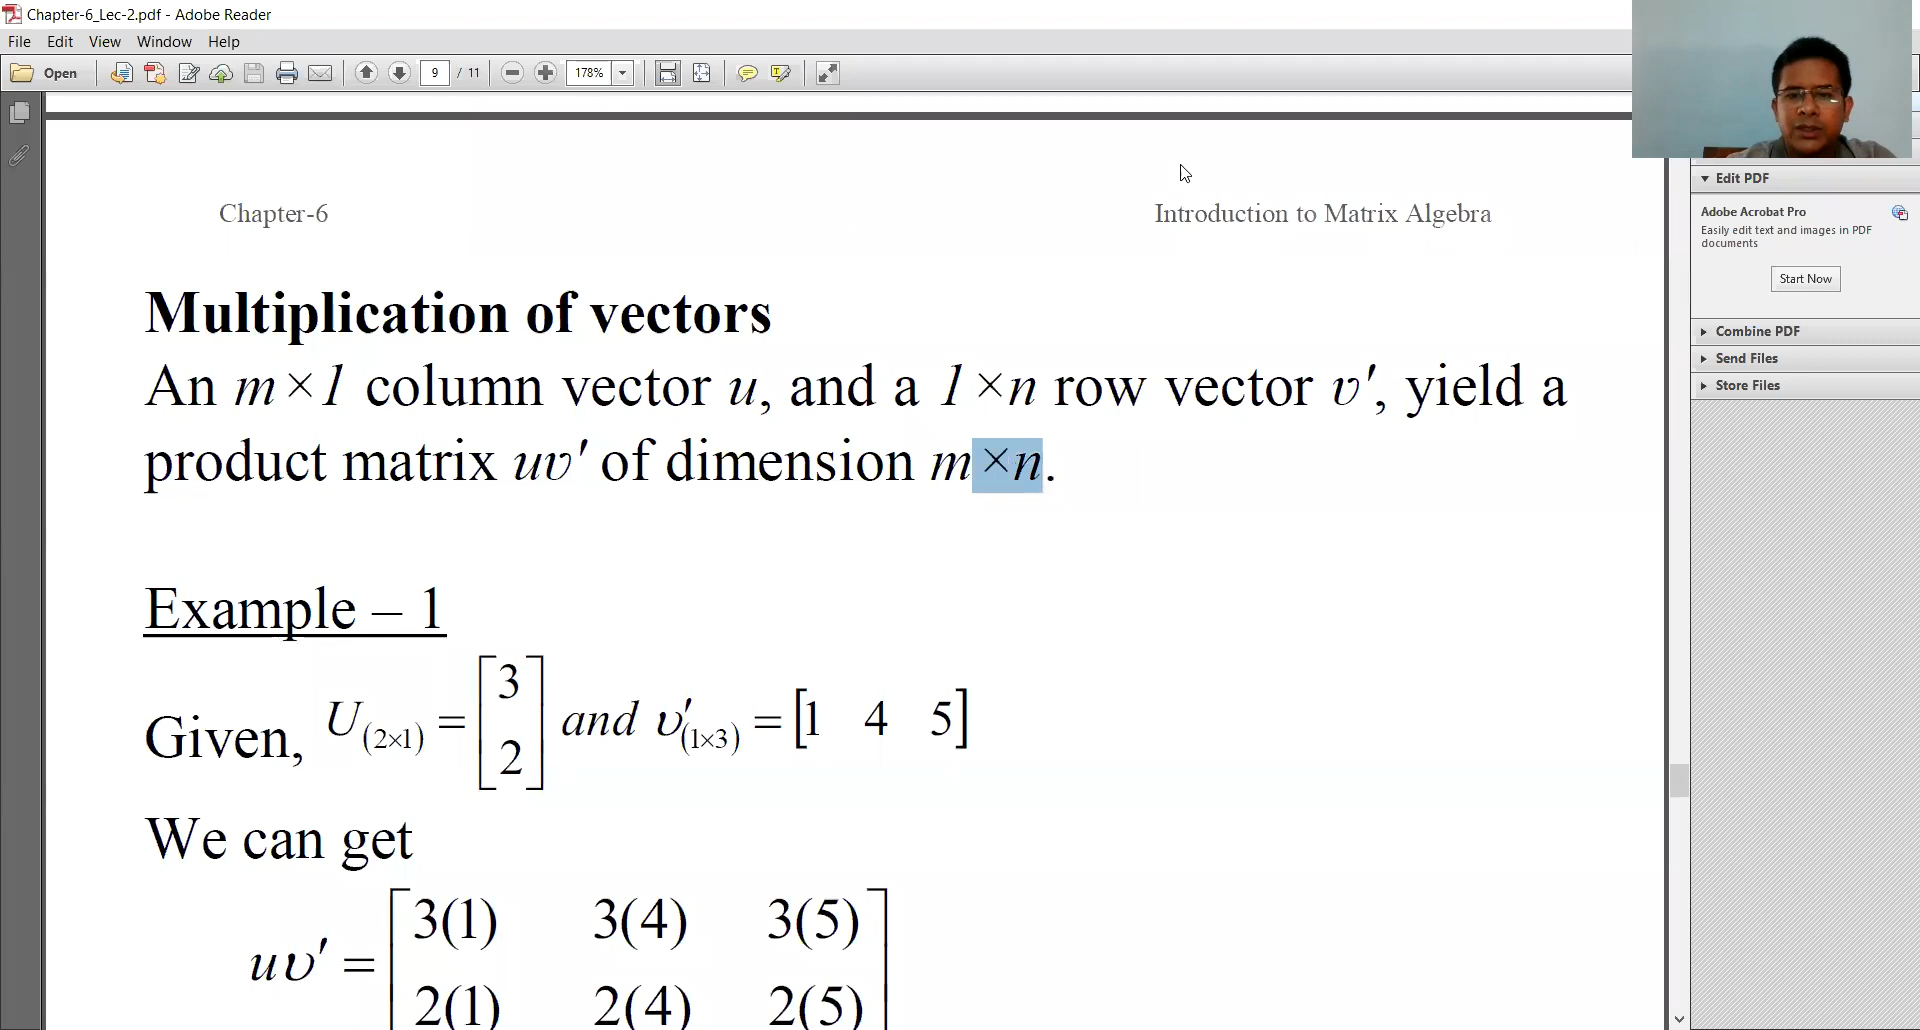 Chapter-6_Lec-2.pdf - Adobe Reader
File Edit View Window Help
Open 9 / 11 178%
Edit PDF
Adobe Acrobat Pro
Easily edit text and images in PDF
documents
Start Now
Combine PDF
Send Files
Store Files
Chapter-6 Introduction to Matrix Algebra
Multiplication of vectors
An m×1 column vector u, and a 1×n row vector υ′, yield a
product matrix uυ′ of dimension m×n.
Example – 1
Given, U(2×1) = [3 2] and υ′(1×3) = [1 4 5]
We can get
uυ′ = [3(1) 3(4) 3(5)
2(1) 2(4) 2(5)